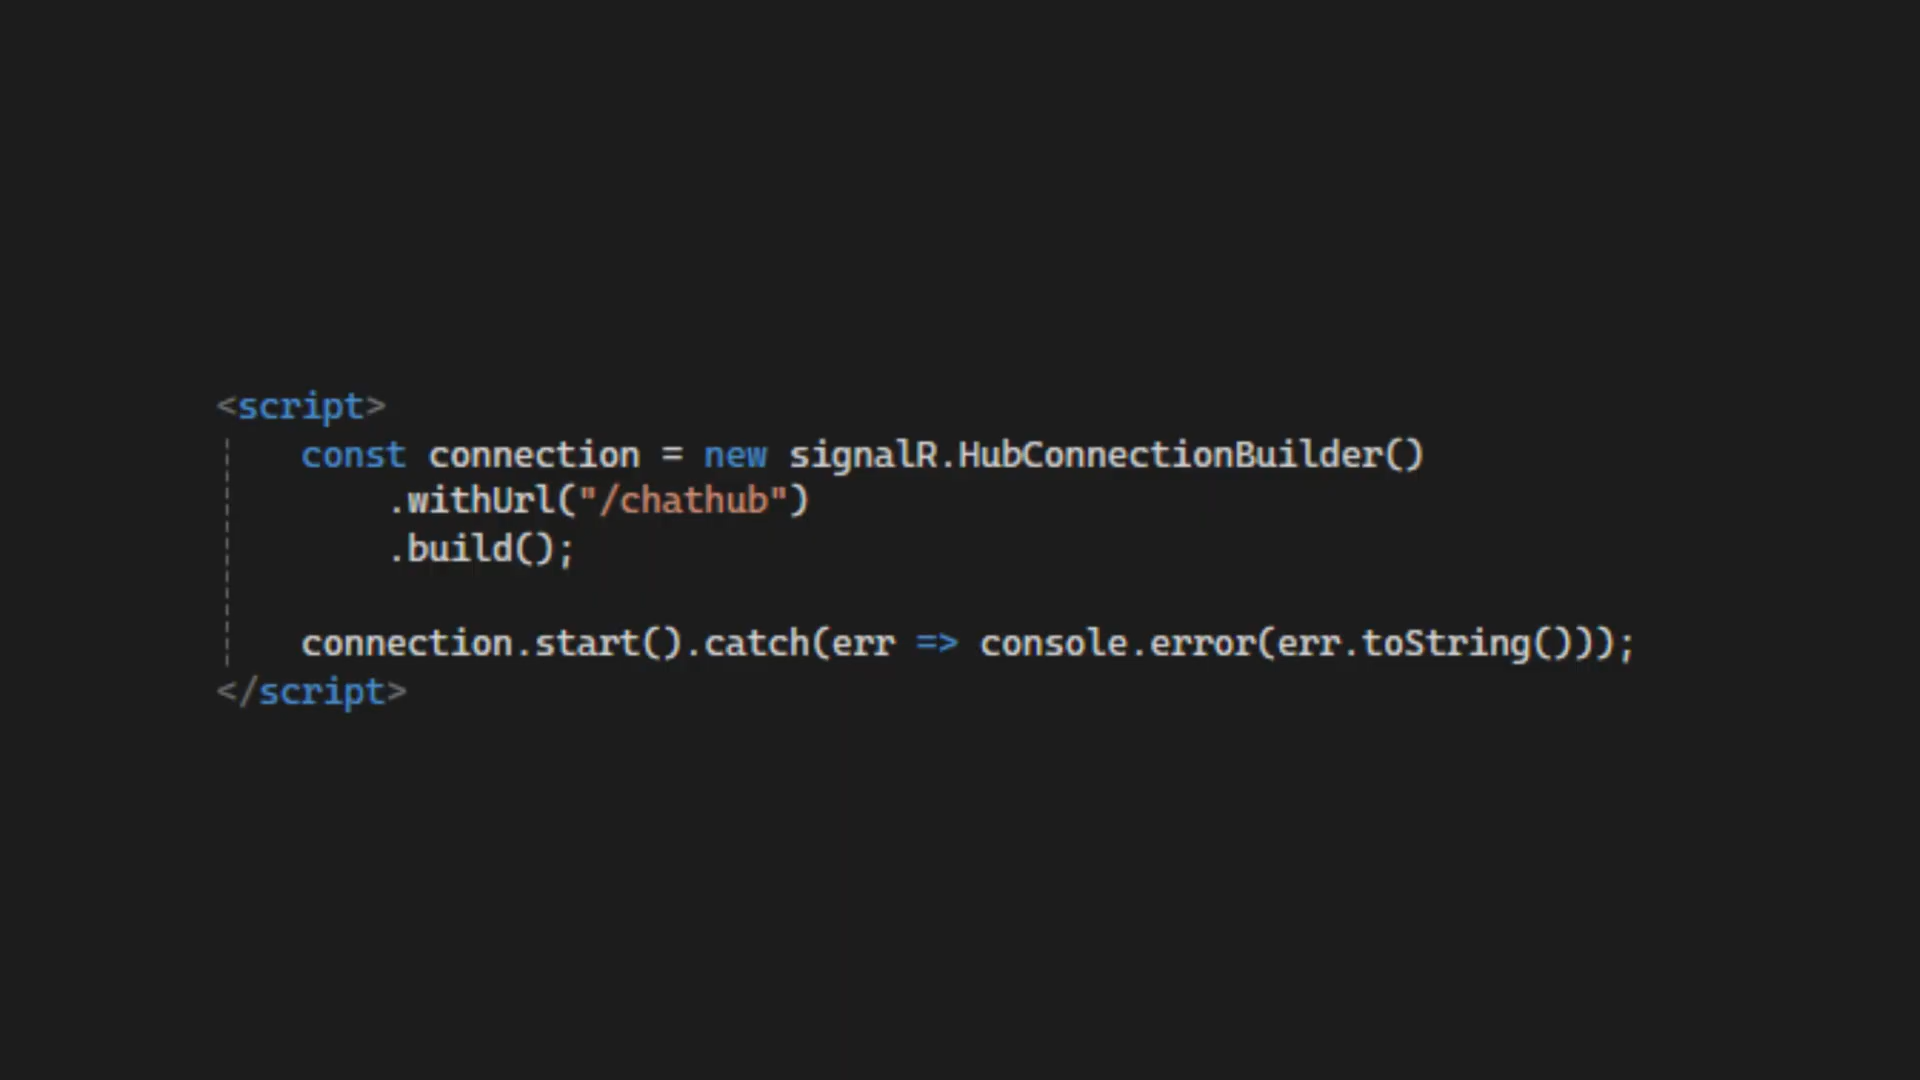 <script>
const connection = new signalR.HubConnectionBuilder()
.withUrl("/chathub")
.build();
connection.start().catch(err => console.error(err.toString()));
</script>